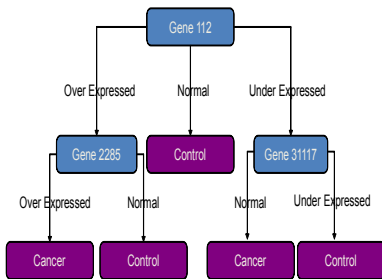 Gene 112
Over Expressed
Normal
Under Expressed
Gene 2285
Control
Gene 31117
Over Expressed
Normal
Normal
Under Expressed
Cancer
Control
Cancer
Control